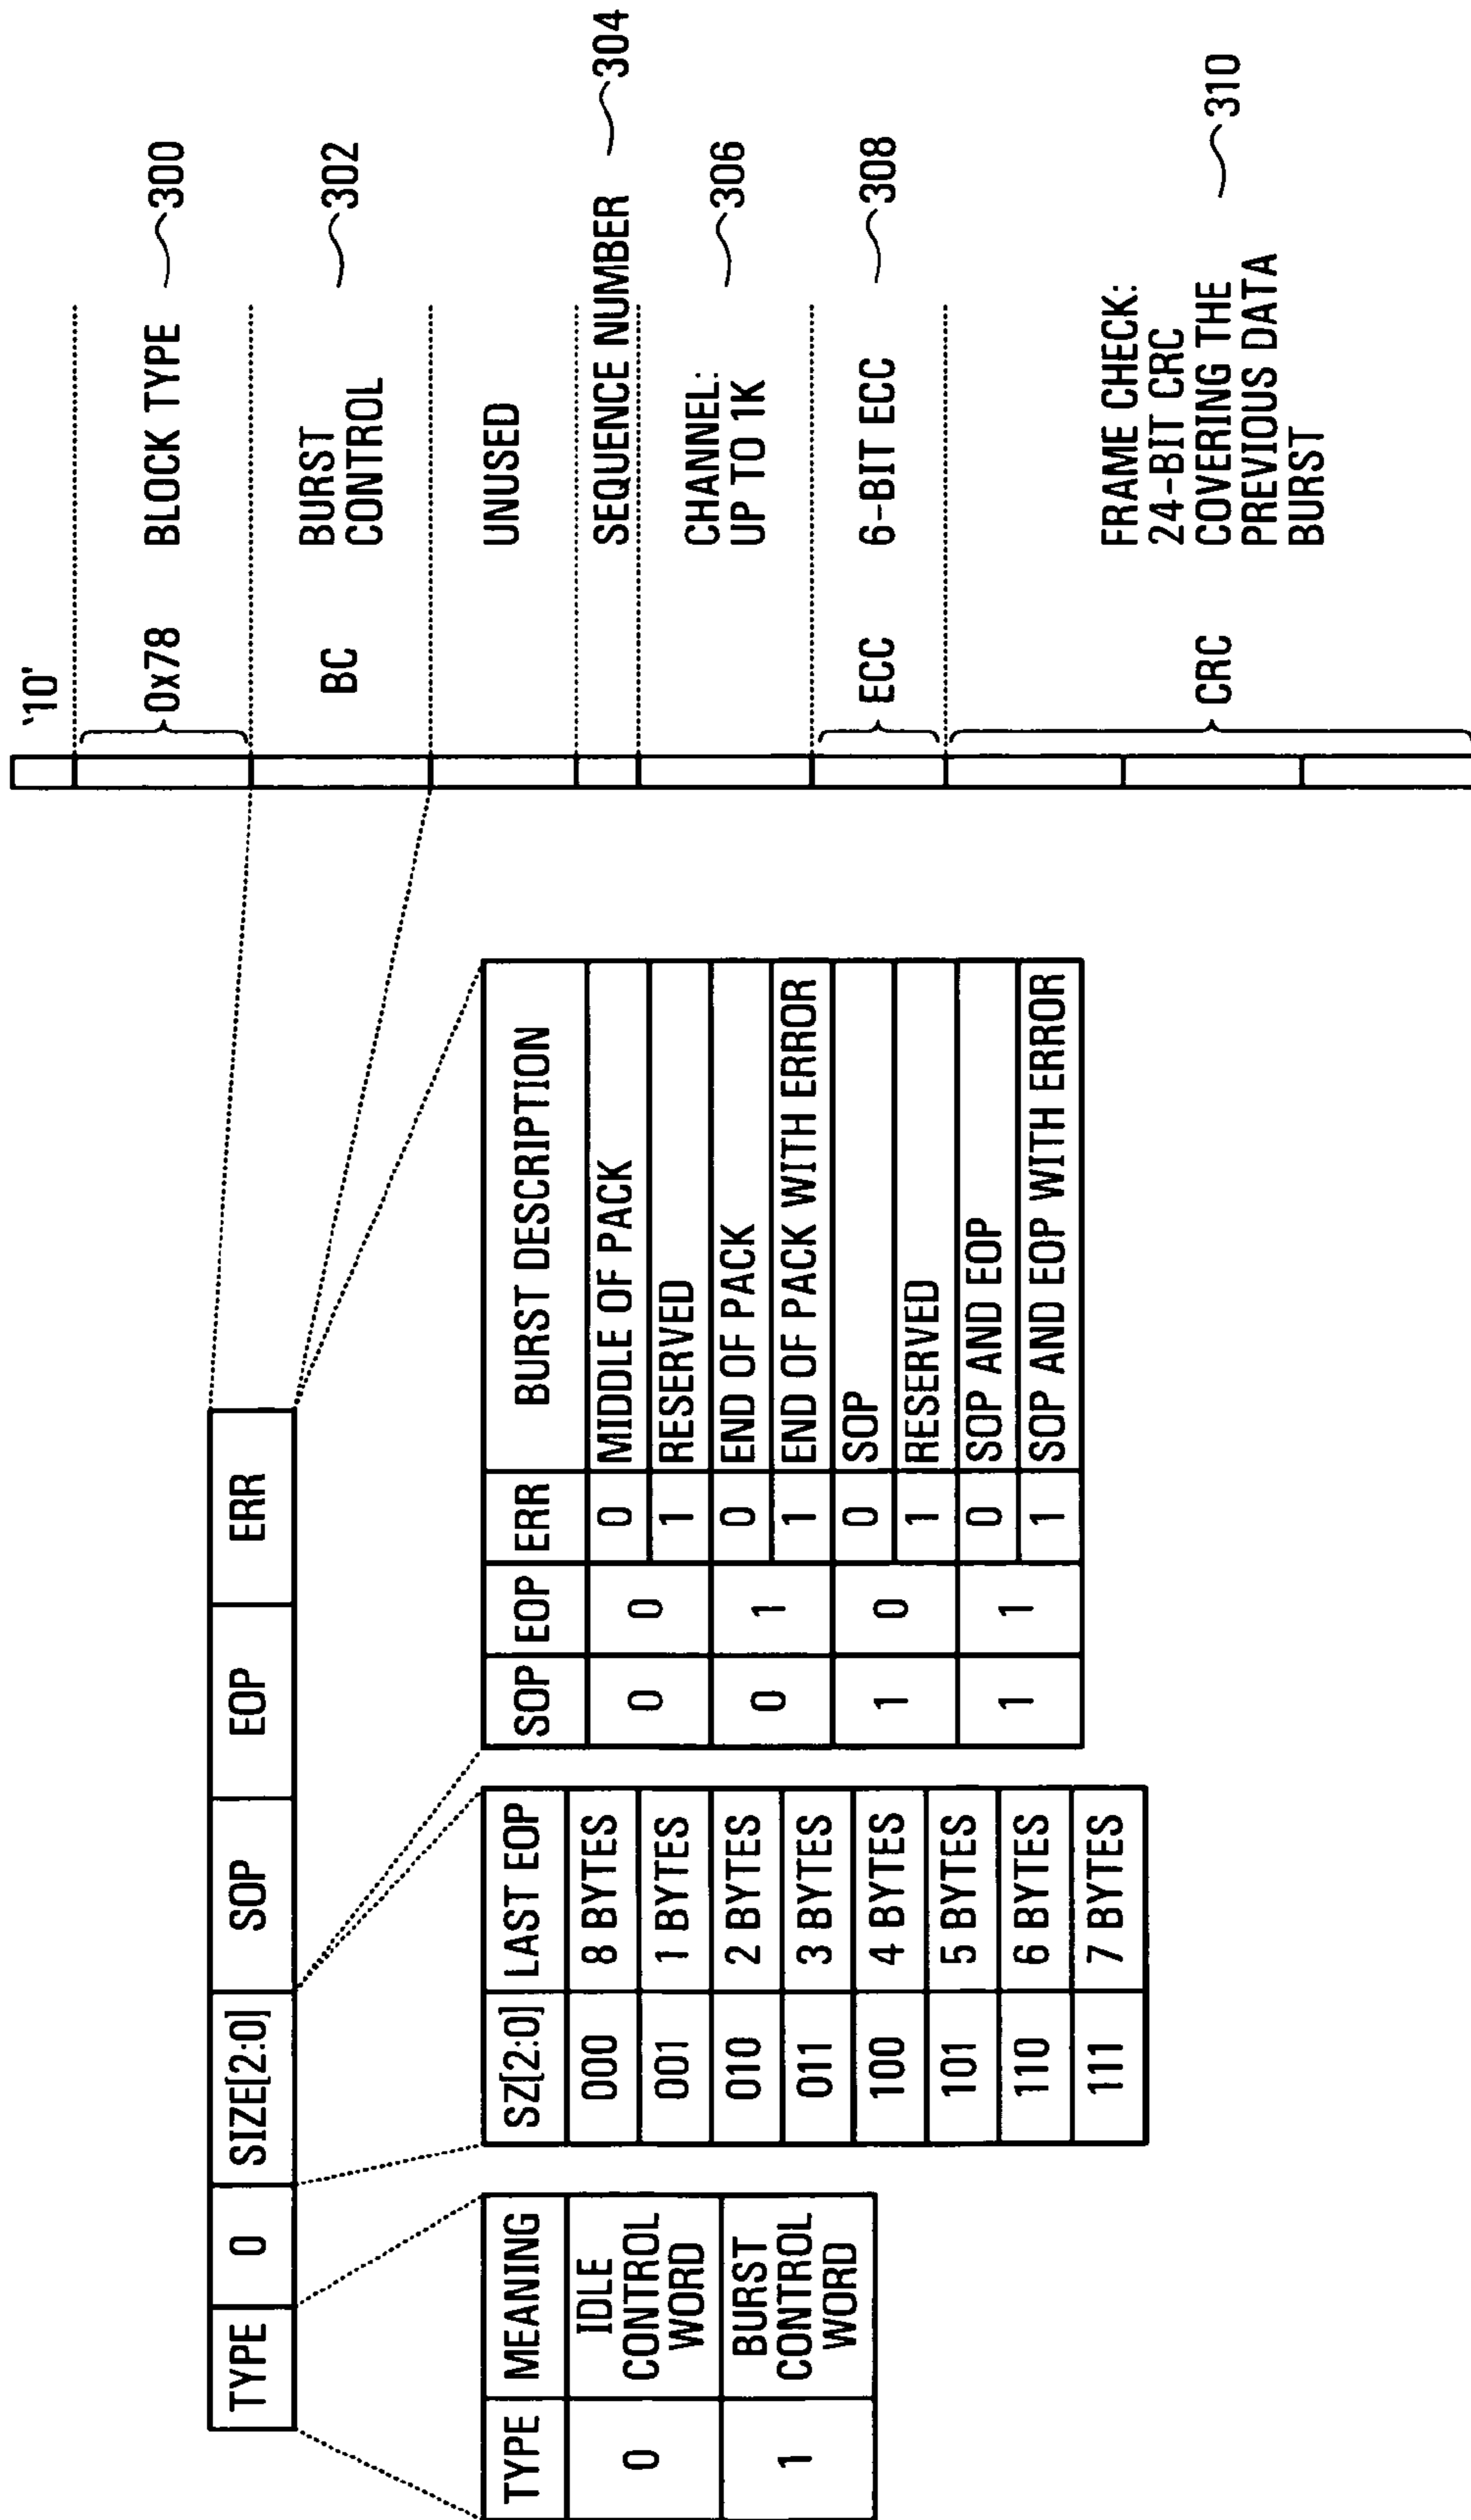 '10'
0x78 BLOCK TYPE 300
BC BURST
CONTROL 302
UNUSED
SEQUENCE NUMBER 304
CHANNEL:
UP TO 1K 306
ECC 6-BIT ECC 308
CRC FRAME CHECK:
24-BIT CRC
COVERING THE
PREVIOUS DATA
BURST 310
TYPE 0 SIZE[2:0] SOP EOP ERR
TYPE MEANING
0 IDLE
CONTROL
WORD
1 BURST
CONTROL
WORD
SZ[2:0] LAST EOP
000 8 BYTES
001 1 BYTES
010 2 BYTES
011 3 BYTES
100 4 BYTES
101 5 BYTES
110 6 BYTES
111 7 BYTES
SOP EOP ERR BURST DESCRIPTION
0 0 0 MIDDLE OF PACK
1 RESERVED
0 1 0 END OF PACK
1 END OF PACK WITH ERROR
1 0 0 SOP
1 RESERVED
1 1 0 SOP AND EOP
1 SOP AND EOP WITH ERROR